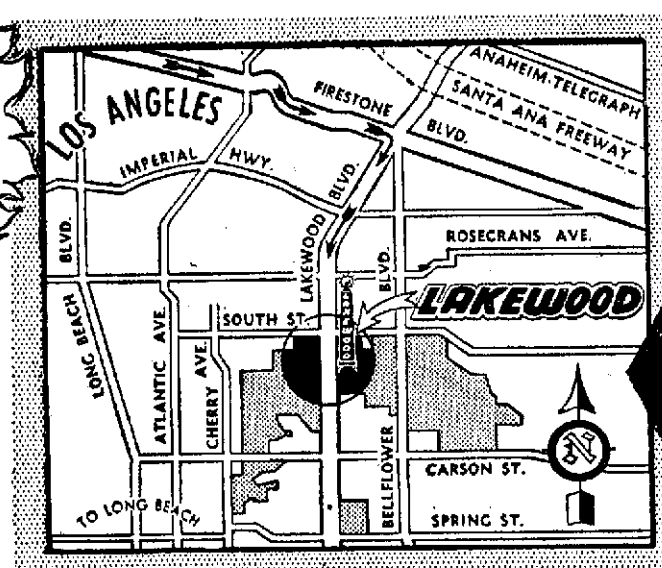 LOS ANGELES
ANAHEIM-TELEGRAPH
SANTA ANA FREEWAY
FIRESTONE BLVD.
IMPERIAL HWY.
LAKEWOOD BLVD.
ROSECRANS AVE.
LONG BEACH BLVD.
ATLANTIC AVE.
CHERRY AVE.
SOUTH ST.
BELLFLOWER BLVD.
LAKEWOOD
CARSON ST.
TO LONG BEACH
SPRING ST.
N